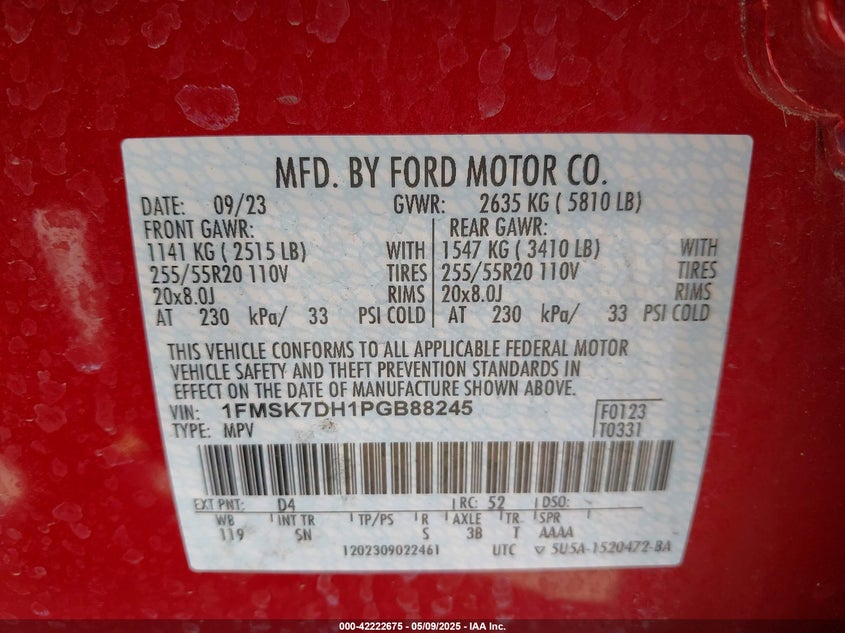 MFD. BY FORD MOTOR CO.
DATE: 09/23 GVWR: 2635 KG ( 5810 LB)
FRONT GAWR: REAR GAWR:
1141 KG ( 2515 LB) WITH 1547 KG ( 3410 LB) WITH
255/55R20 110V TIRES 255/55R20 110V TIRES
20x8.0J RIMS 20x8.0J RIMS
AT 230 kPa/ 33 PSI COLD AT 230 kPa/ 33 PSI COLD
THIS VEHICLE CONFORMS TO ALL APPLICABLE FEDERAL MOTOR
VEHICLE SAFETY AND THEFT PREVENTION STANDARDS IN
EFFECT ON THE DATE OF MANUFACTURE SHOWN ABOVE.
VIN: 1FMSK7DH1PGB88245 F0123
TYPE: MPV T0331
EXT PNT: D4 RC: 52 DSO:
WB INT TR TP/PS R AXLE TR SPR
119 SN S 3B T AAAA
1202309022461 UTC 5U5A-1520472-BA
000-42222675 - 05/09/2025 - IAA Inc.